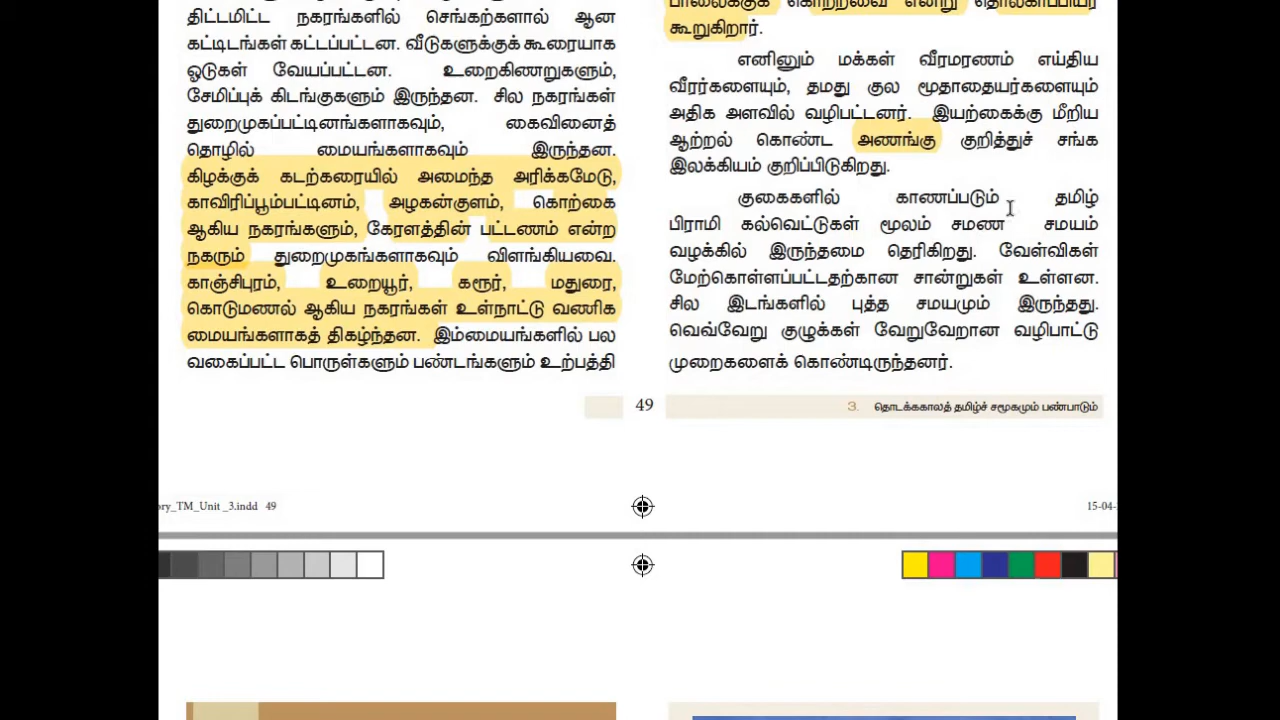 திட்டமிட்ட நகரங்களில் செங்கற்களால் ஆன
கட்டிடங்கள் கட்டப்பட்டன. வீடுகளுக்குக் கூரையாக
ஓடுகள் வேயப்பட்டன. உறைகிணறுகளும்,
சேமிப்புக் கிடங்குகளும் இருந்தன. சில நகரங்கள்
துறைமுகப்பட்டினங்களாகவும், கைவினைத்
தொழில் மையங்களாகவும் இருந்தன.
கிழக்குக் கடற்கரையில் அமைந்த அரிக்கமேடு,
காவிரிப்பூம்பட்டினம், அழகன்குளம், கொற்கை
ஆகிய நகரங்களும், கேரளத்தின் பட்டணம் என்ற
நகரும் துறைமுகங்களாகவும் விளங்கியவை.
காஞ்சிபுரம், உறையூர், கரூர், மதுரை,
கொடுமணல் ஆகிய நகரங்கள் உள்நாட்டு வணிக
மையங்களாகத் திகழ்ந்தன. இம்மையங்களில் பல
வகைப்பட்ட பொருள்களும் பண்டங்களும் உற்பத்தி
பாலைக்குக் கொற்றவை என்று தொல்காப்பியர்
கூறுகிறார்.
எனினும் மக்கள் வீரமரணம் எய்திய
வீரர்களையும், தமது குல மூதாதையர்களையும்
அதிக அளவில் வழிபட்டனர். இயற்கைக்கு மீறிய
ஆற்றல் கொண்ட அணங்கு குறித்துச் சங்க
இலக்கியம் குறிப்பிடுகிறது.
குகைகளில் காணப்படும் தமிழ்
பிராமி கல்வெட்டுகள் மூலம் சமண சமயம்
வழக்கில் இருந்தமை தெரிகிறது. வேள்விகள்
மேற்கொள்ளப்பட்டதற்கான சான்றுகள் உள்ளன.
சில இடங்களில் புத்த சமயமும் இருந்தது.
வெவ்வேறு குழுக்கள் வேறுவேறான வழிபாட்டு
முறைகளைக் கொண்டிருந்தனர்.
49
3. தொடக்ககாலத் தமிழ்ச் சமூகமும் பண்பாடும்
ory_TM_Unit _3.indd 49
15-04-